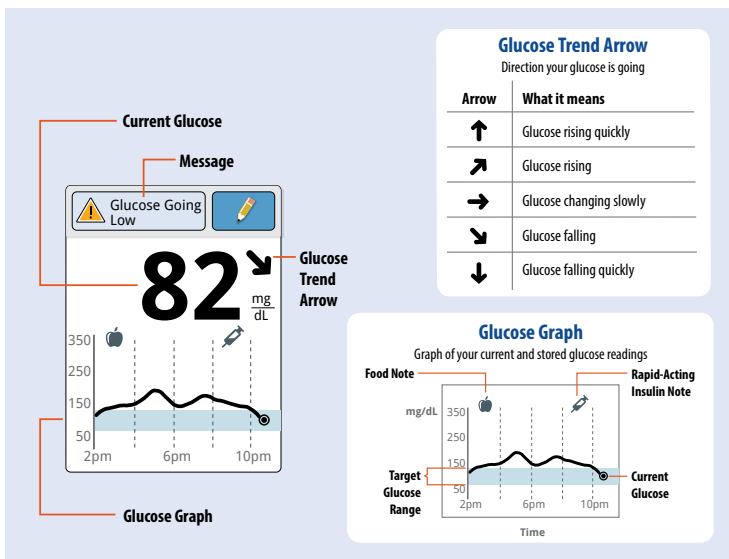 Glucose Trend Arrow
Direction your glucose is going
Arrow What it means
Glucose rising quickly
Glucose rising
Glucose changing slowly
Glucose falling
Glucose falling quickly
Current Glucose
Message
Glucose Going
Low
82
mg
dL
Glucose
Trend
Arrow
350
250
150
50
2pm 6pm 10pm
Glucose Graph
Glucose Graph
Graph of your current and stored glucose readings
Food Note
Rapid-Acting
Insulin Note
mg/dL
350
250
150
50
Target
Glucose
Range
Current
Glucose
2pm 6pm 10pm
Time